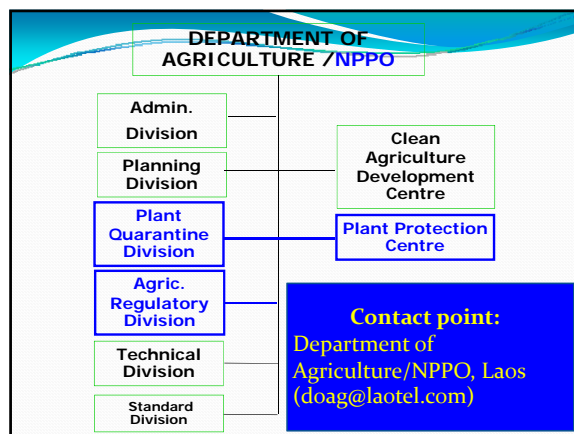 DEPARTMENT OF
AGRICULTURE /NPPO
Admin.
Division
Planning
Division
Plant
Quarantine
Division
Agric.
Regulatory
Division
Technical
Division
Standard
Division
Clean
Agriculture
Development
Centre
Plant Protection
Centre
Contact point:
Department of
Agriculture/NPPO, Laos
(doag@laotel.com)